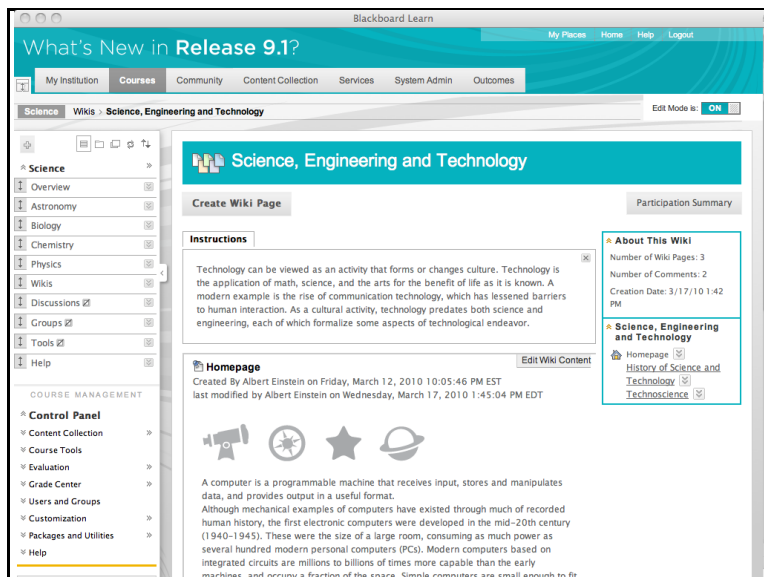 Blackboard Learn
My Places Home Help Logout
What's New in Release 9.1?
My Institution Courses Community Content Collection Services System Admin Outcomes
Science Wikis > Science, Engineering and Technology
Edit Mode is: ON
Science
Overview
Astronomy
Biology
Chemistry
Physics
Wikis
Discussions
Groups
Tools
Help
COURSE MANAGEMENT
Control Panel
Content Collection
Course Tools
Evaluation
Grade Center
Users and Groups
Customization
Packages and Utilities
Help
Science, Engineering and Technology
Create Wiki Page
Participation Summary
Instructions
Technology can be viewed as an activity that forms or changes culture. Technology is
the application of math, science, and the arts for the benefit of life as it is known. A
modern example is the rise of communication technology, which has lessened barriers
to human interaction. As a cultural activity, technology predates both science and
engineering, each of which formalize some aspects of technological endeavor.
Homepage
Edit Wiki Content
Created By Albert Einstein on Friday, March 12, 2010 10:05:46 PM EST
last modified by Albert Einstein on Wednesday, March 17, 2010 1:45:04 PM EDT
A computer is a programmable machine that receives input, stores and manipulates
data, and provides output in a useful format.
Although mechanical examples of computers have existed through much of recorded
human history, the first electronic computers were developed in the mid-20th century
(1940-1945). These were the size of a large room, consuming as much power as
several hundred modern personal computers (PCs). Modern computers based on
integrated circuits are millions to billions of times more capable than the early
machines, and occupy a fraction of the space. Simple computers are small enough to fit
About This Wiki
Number of Wiki Pages: 3
Number of Comments: 2
Creation Date: 3/17/10 1:42
PM
Science, Engineering
and Technology
Homepage
History of Science and
Technology
Technoscience